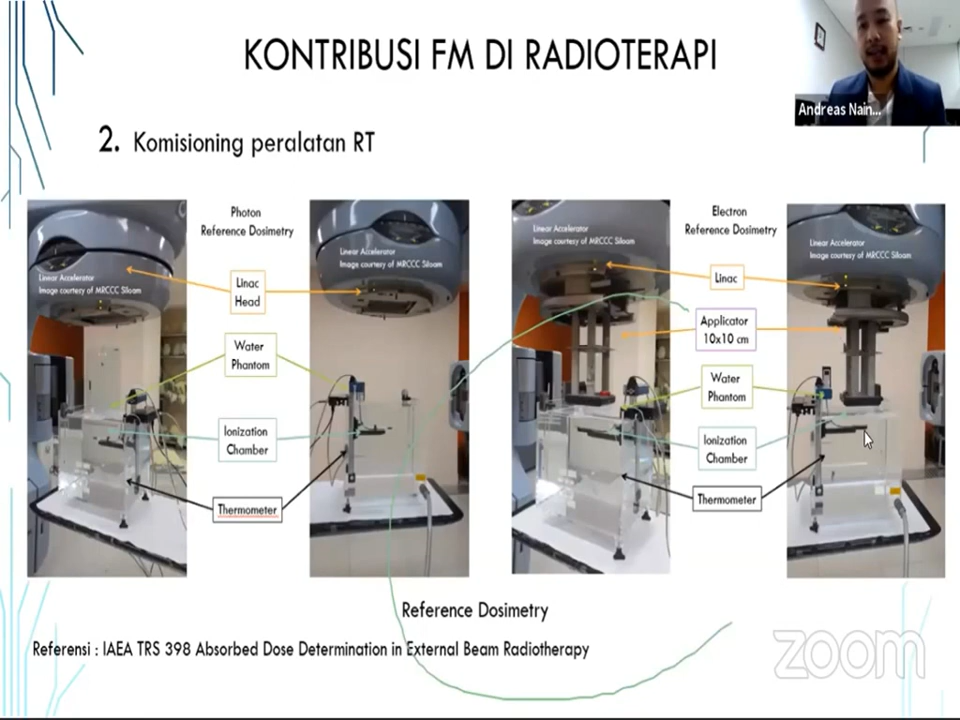 KONTRIBUSI FM DI RADIOTERAPI
Andreas Nain...
2. Komisioning peralatan RT
Photon
Reference Dosimetry
Linear Accelerator
Image courtesy of MRCCC Siloam
Linear Accelerator
Image courtesy of MRCCC Siloam
Linac
Head
Water
Phantom
Ionization
Chamber
Thermometer
Electron
Reference Dosimetry
Linear Accelerator
Image courtesy of MRCCC Siloam
Linear Accelerator
Image courtesy of MRCCC Siloam
Linac
Applicator
10x10 cm
Water
Phantom
Ionization
Chamber
Thermometer
Reference Dosimetry
Referensi : IAEA TRS 398 Absorbed Dose Determination in External Beam Radiotherapy
zoom